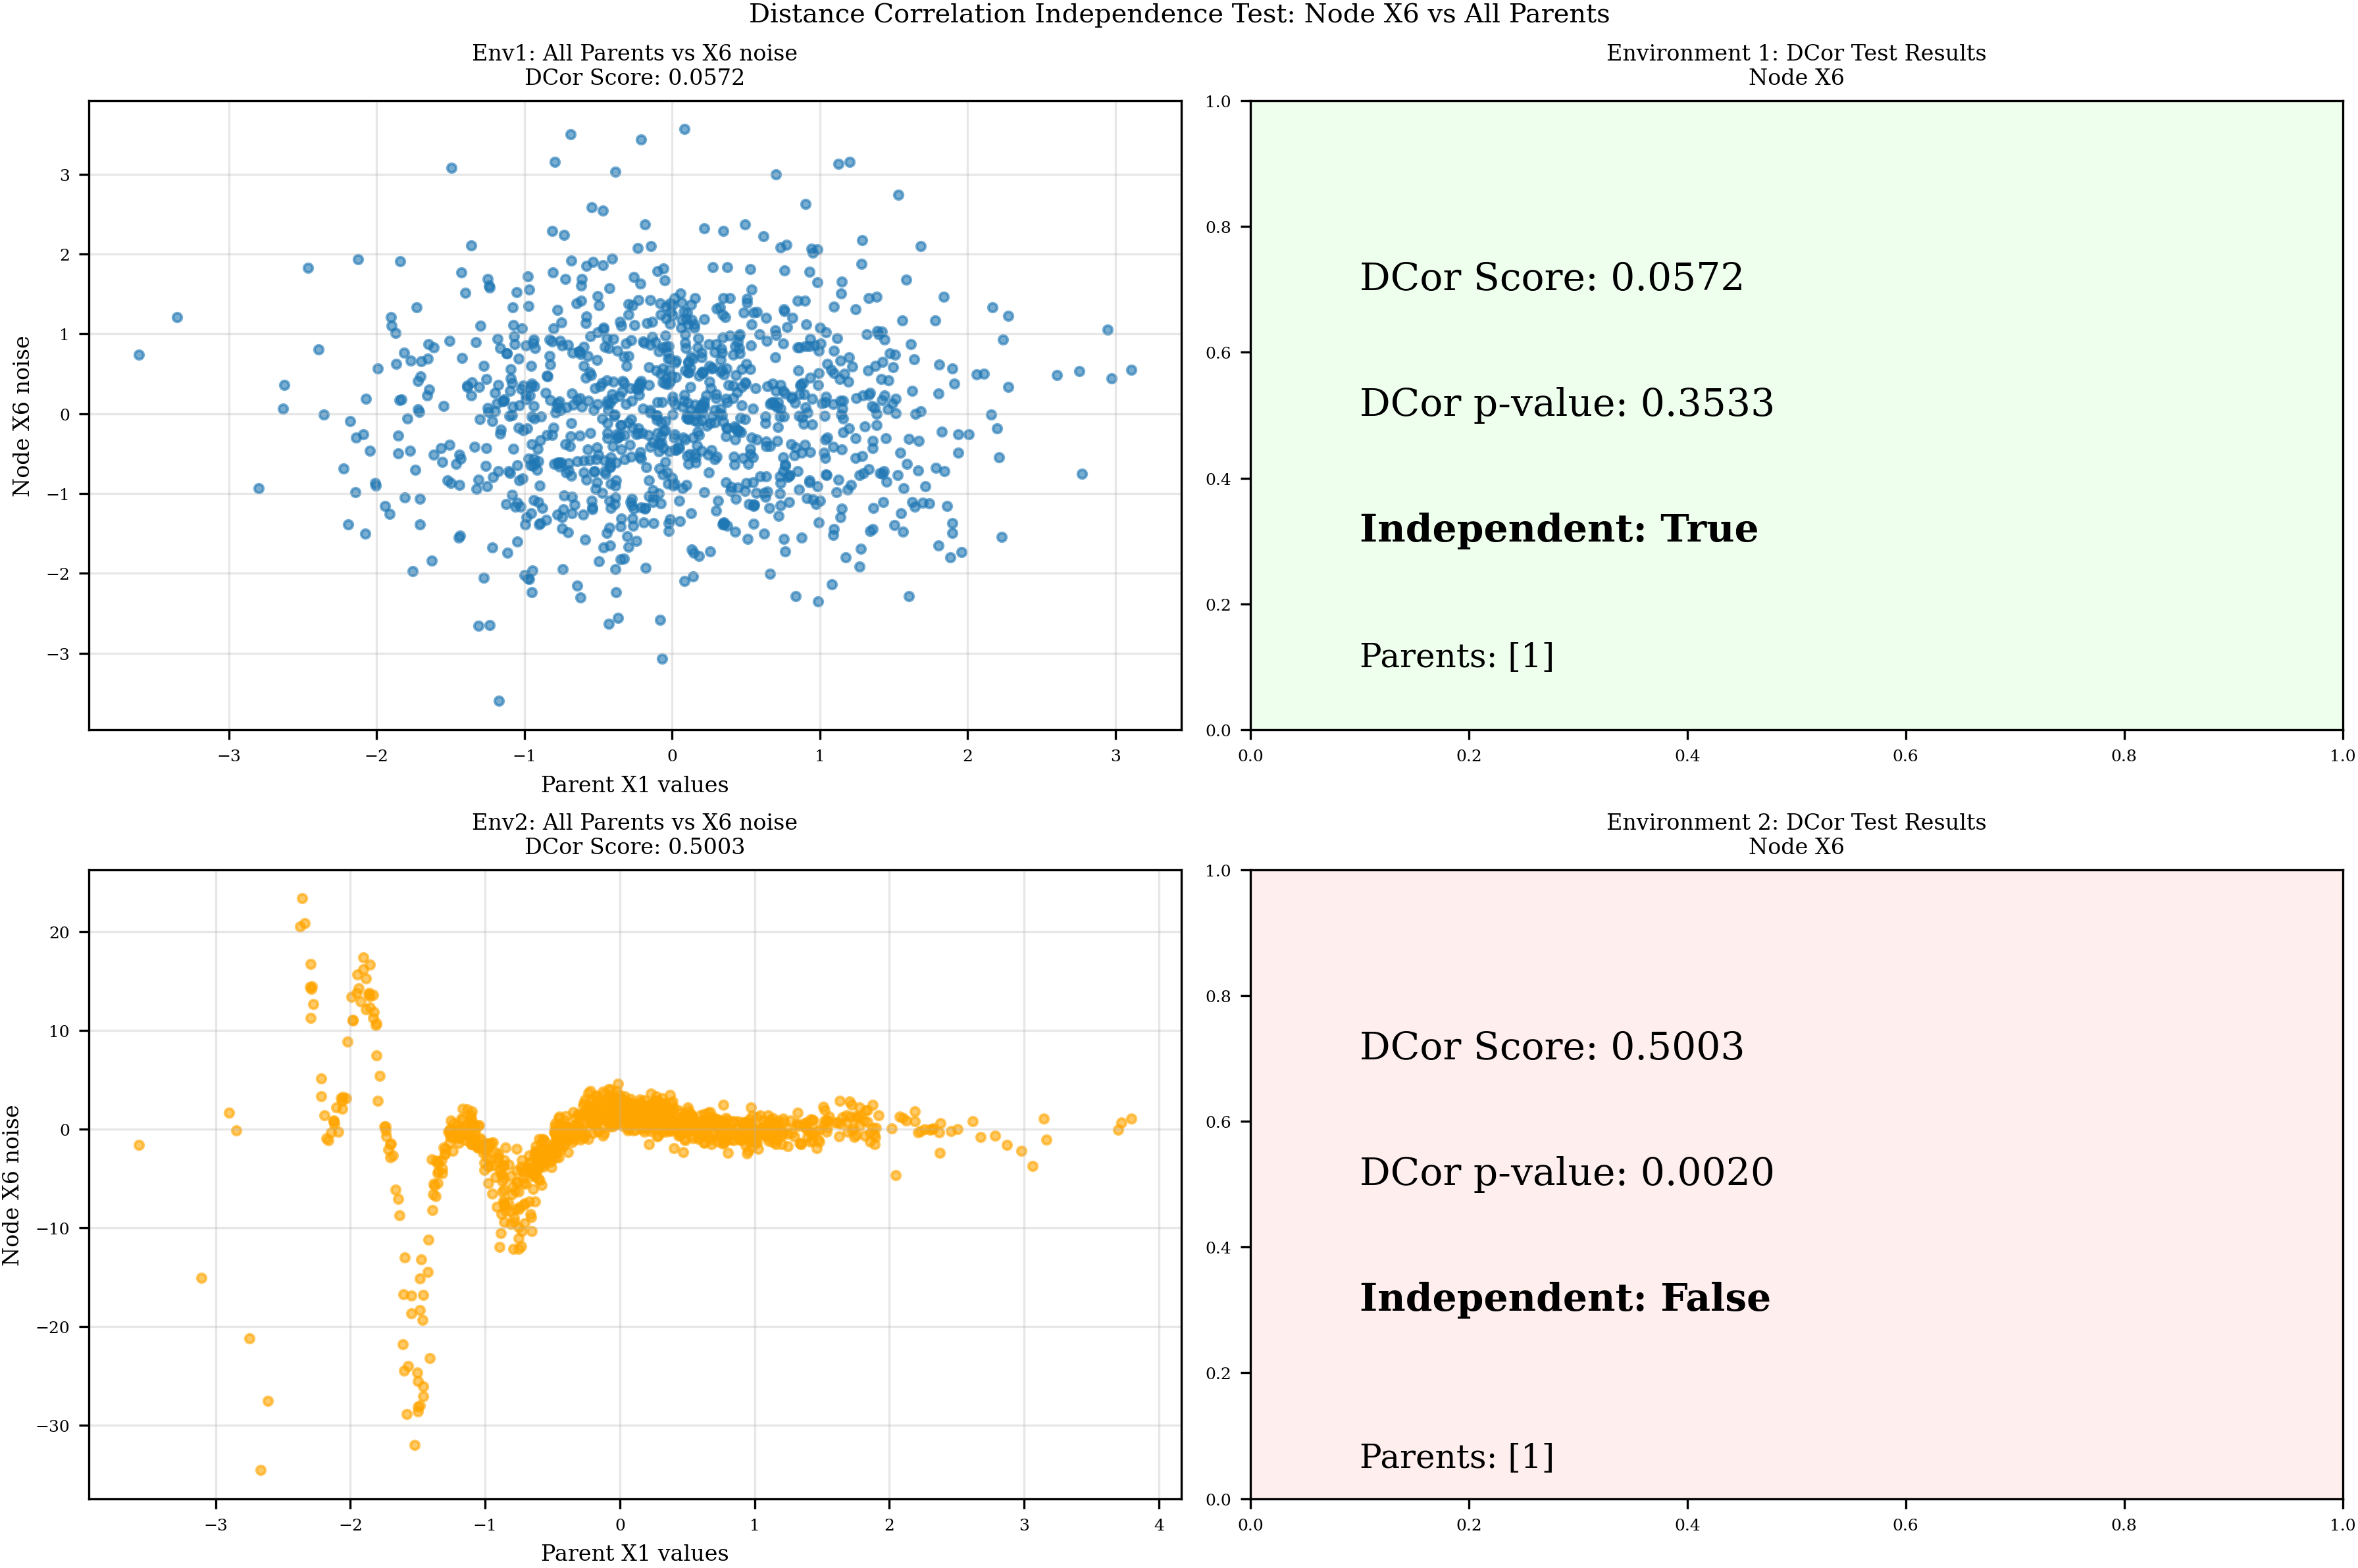 Distance Correlation Independence Test: Node X6 vs All Parents
Env1: All Parents vs X6 noise
DCor Score: 0.0572
Node X6 noise
3
2
1
0
−1
−2
−3
−3
−2
−1
0
1
2
3
Parent X1 values
Environment 1: DCor Test Results
Node X6
1.0
0.8
0.6
0.4
0.2
0.0
DCor Score: 0.0572
DCor p-value: 0.3533
Independent: True
Parents: [1]
0.0
0.2
0.4
0.6
0.8
1.0
Env2: All Parents vs X6 noise
DCor Score: 0.5003
Node X6 noise
20
10
0
−10
−20
−30
−3
−2
−1
0
1
2
3
4
Parent X1 values
Environment 2: DCor Test Results
Node X6
1.0
0.8
0.6
0.4
0.2
0.0
DCor Score: 0.5003
DCor p-value: 0.0020
Independent: False
Parents: [1]
0.0
0.2
0.4
0.6
0.8
1.0